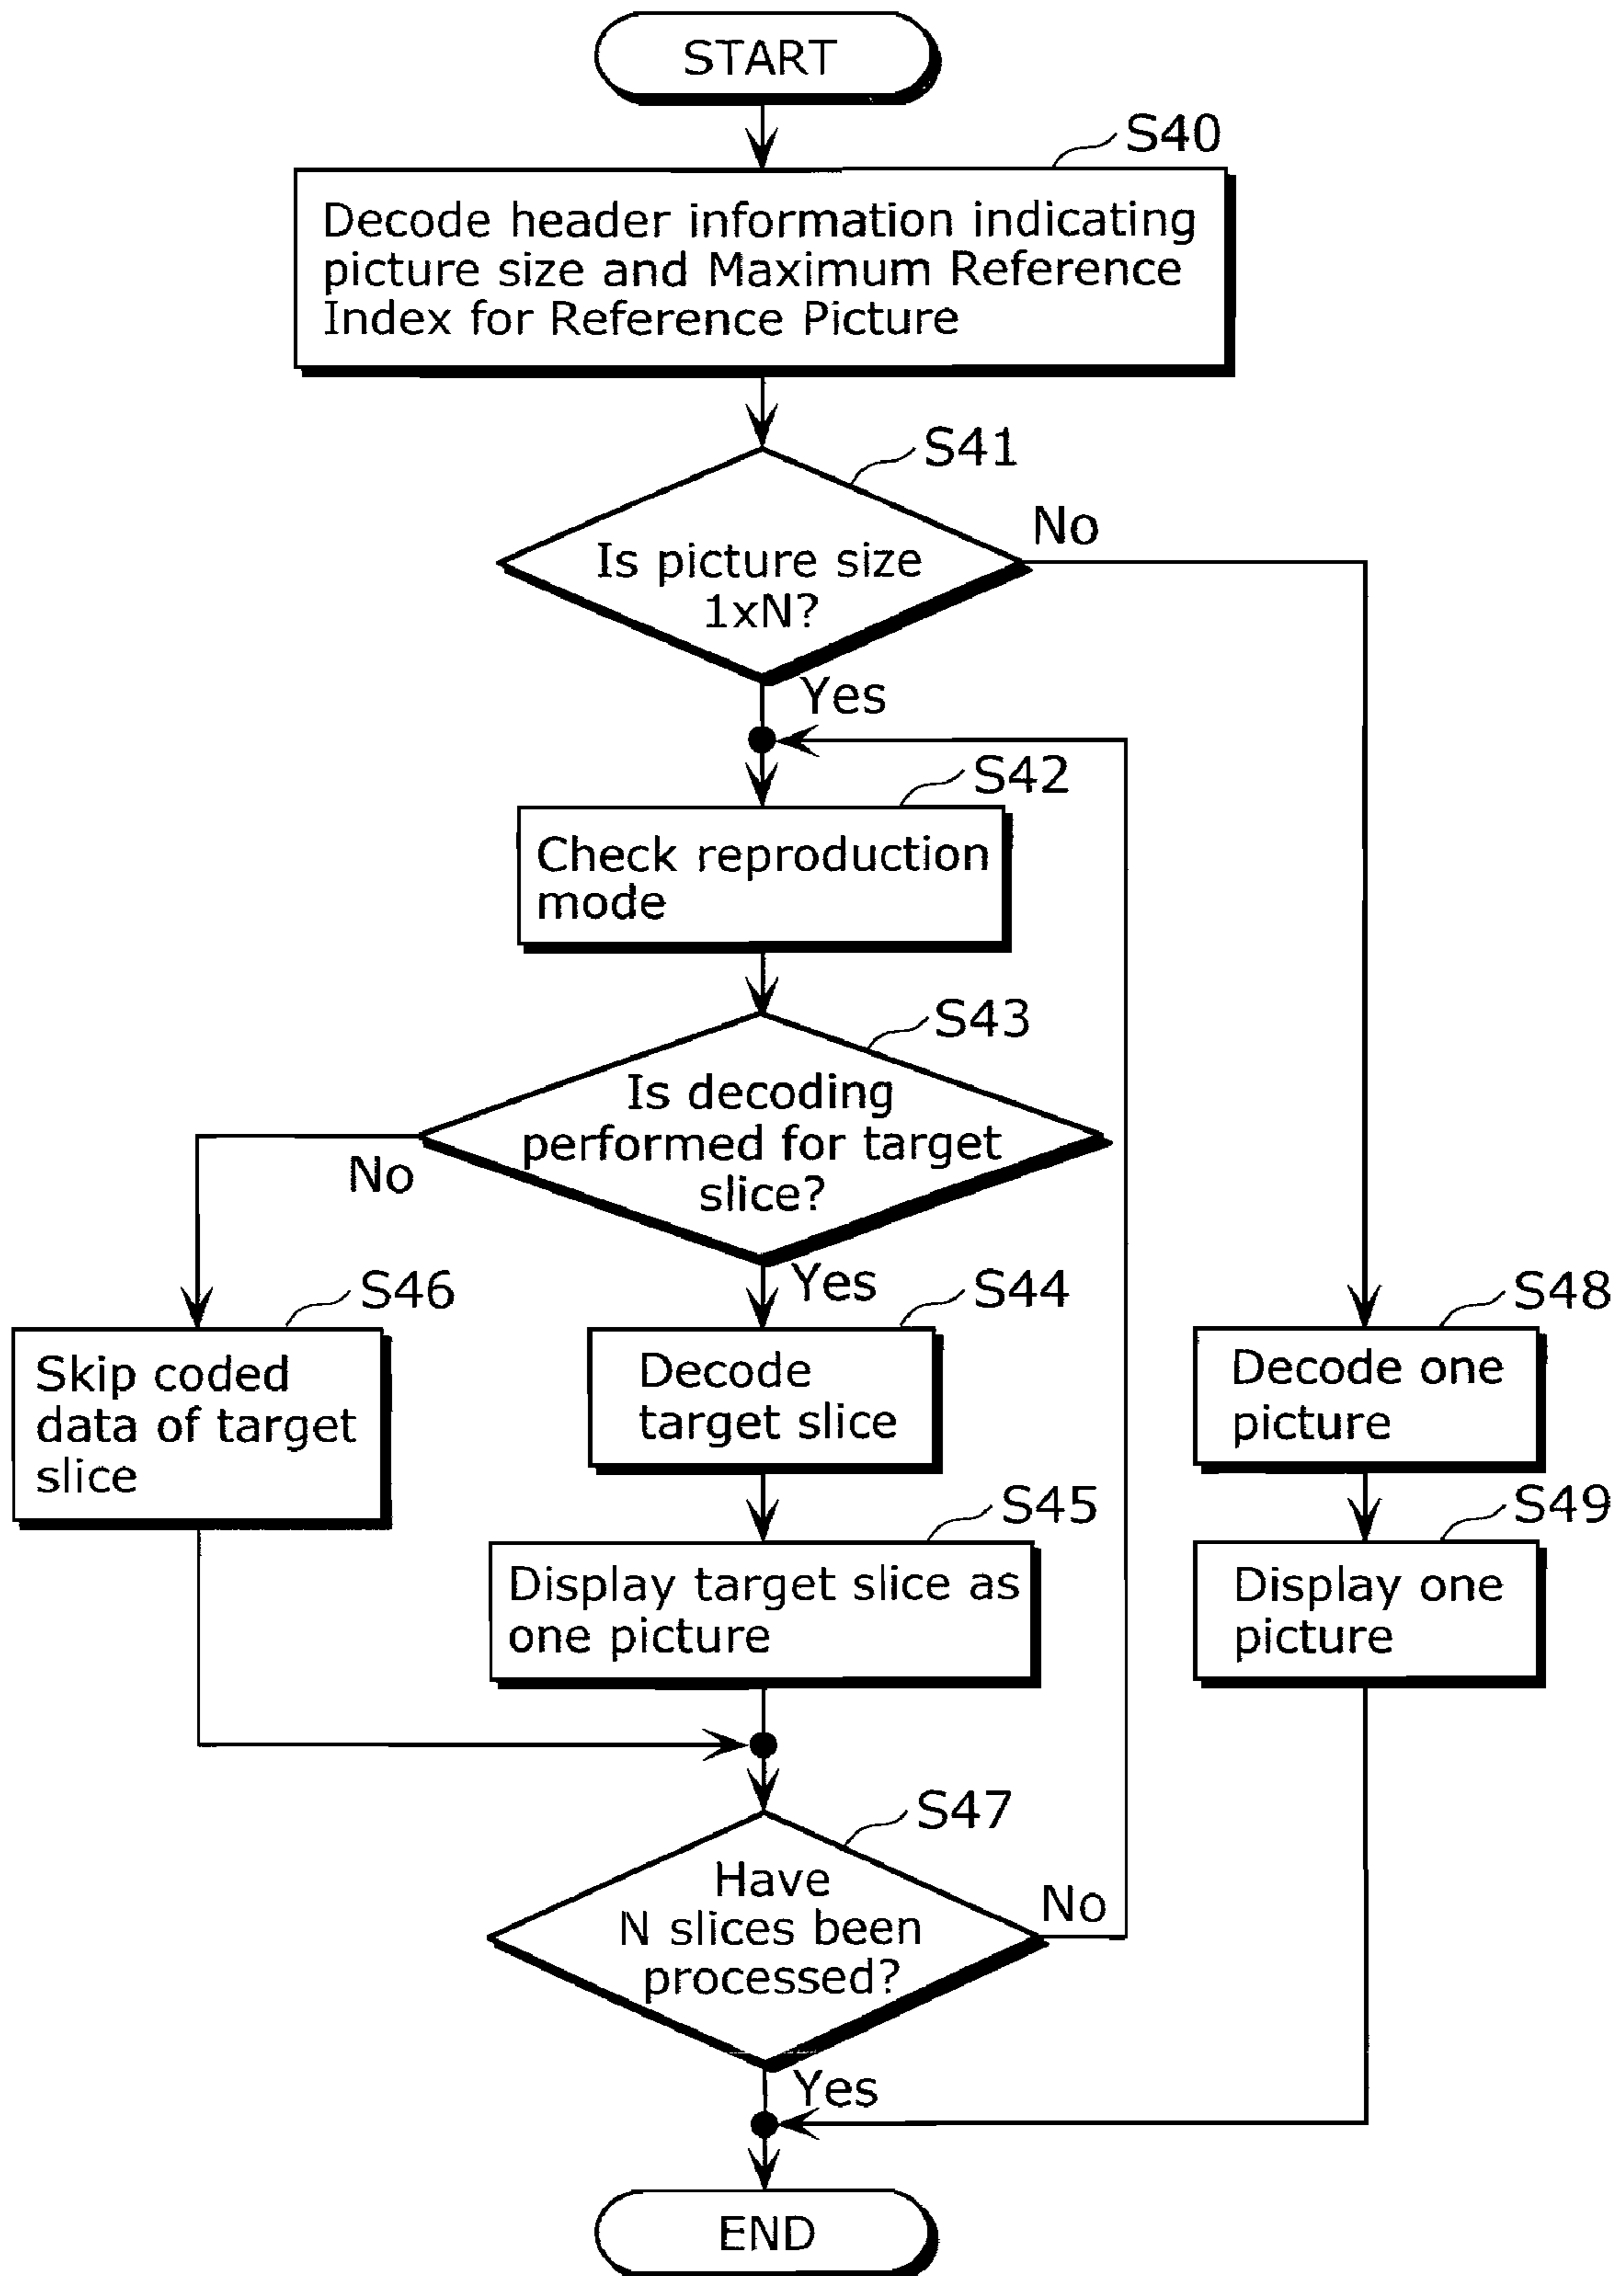 START
S40
Decode header information indicating
picture size and Maximum Reference
Index for Reference Picture
S41
Is picture size
1xN?
No
Yes
S42
Check reproduction
mode
S43
Is decoding
performed for target
slice?
No
Yes
S46
Skip coded
data of target
slice
S44
Decode
target slice
S48
Decode one
picture
S45
Display target slice as
one picture
S49
Display one
picture
S47
Have
N slices been
processed?
No
Yes
END